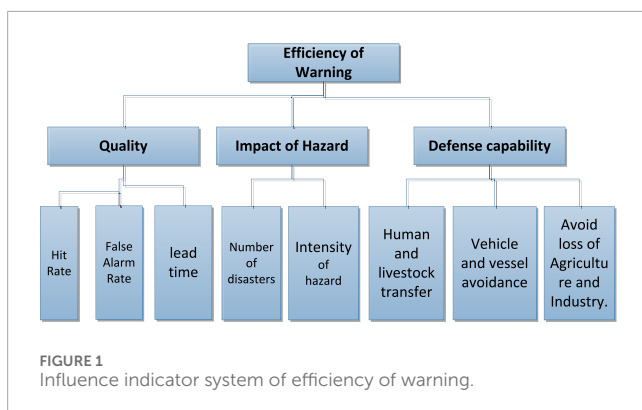 Efficiency of
Warning
Quality
Impact of Hazard
Defense capability
Hit
Rate
False
Alarm
Rate
lead
time
Number
of
disasters
Intensity
of
hazard
Human
and
livestock
transfer
Vehicle
and vessel
avoidance
Avoid
loss of
Agricultu
re and
Industry.
FIGURE 1
Influence indicator system of efficiency of warning.